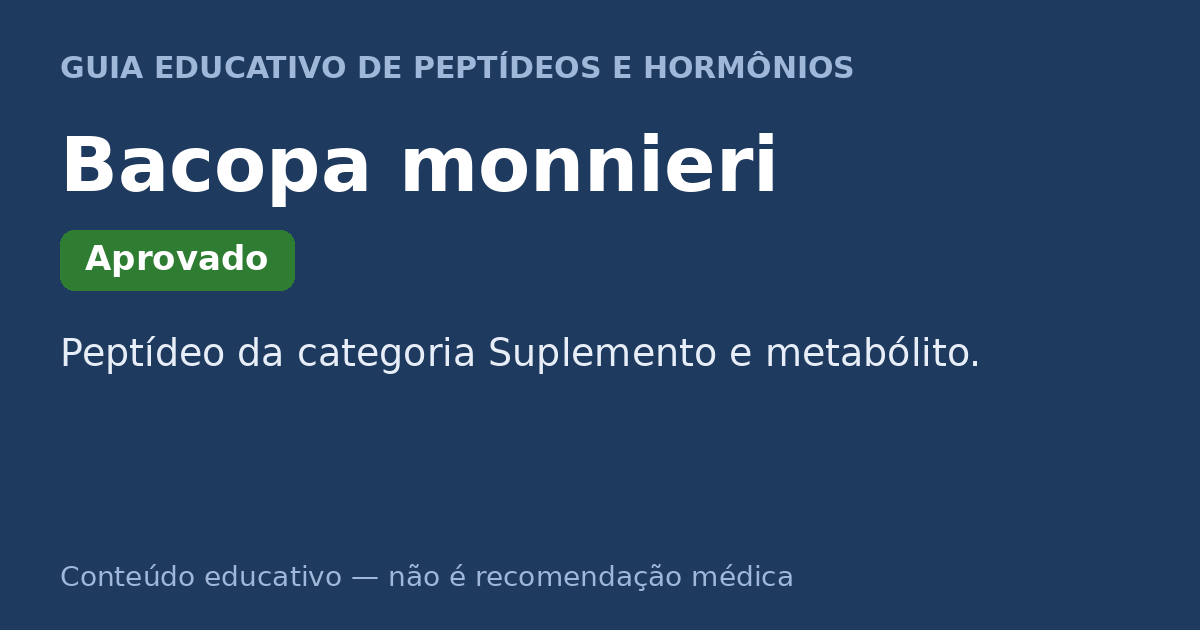 GUIA EDUCATIVO DE PEPTÍDEOS E HORMÔNIOS
Bacopa monnieri
Aprovado
Peptídeo da categoria Suplemento e metabólito.
Conteúdo educativo — não é recomendação médica